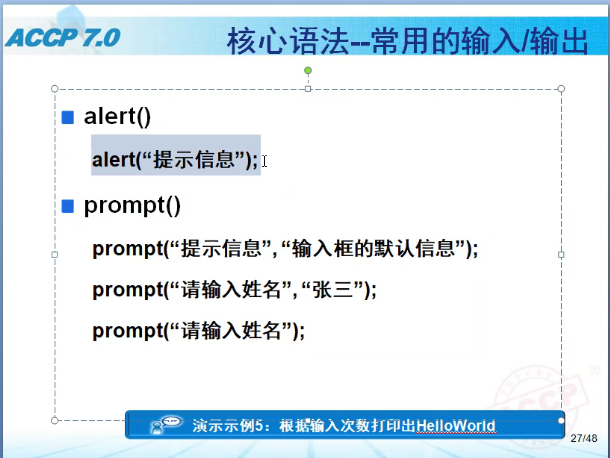 ACCP 7.0
核心语法--常用的输入/输出
alert()
alert(“提示信息”);
prompt()
prompt(“提示信息”,“输入框的默认信息”);
prompt(“请输入姓名”,“张三”);
prompt(“请输入姓名”);
演示示例5：根据输入次数打印出HelloWorld
27/48